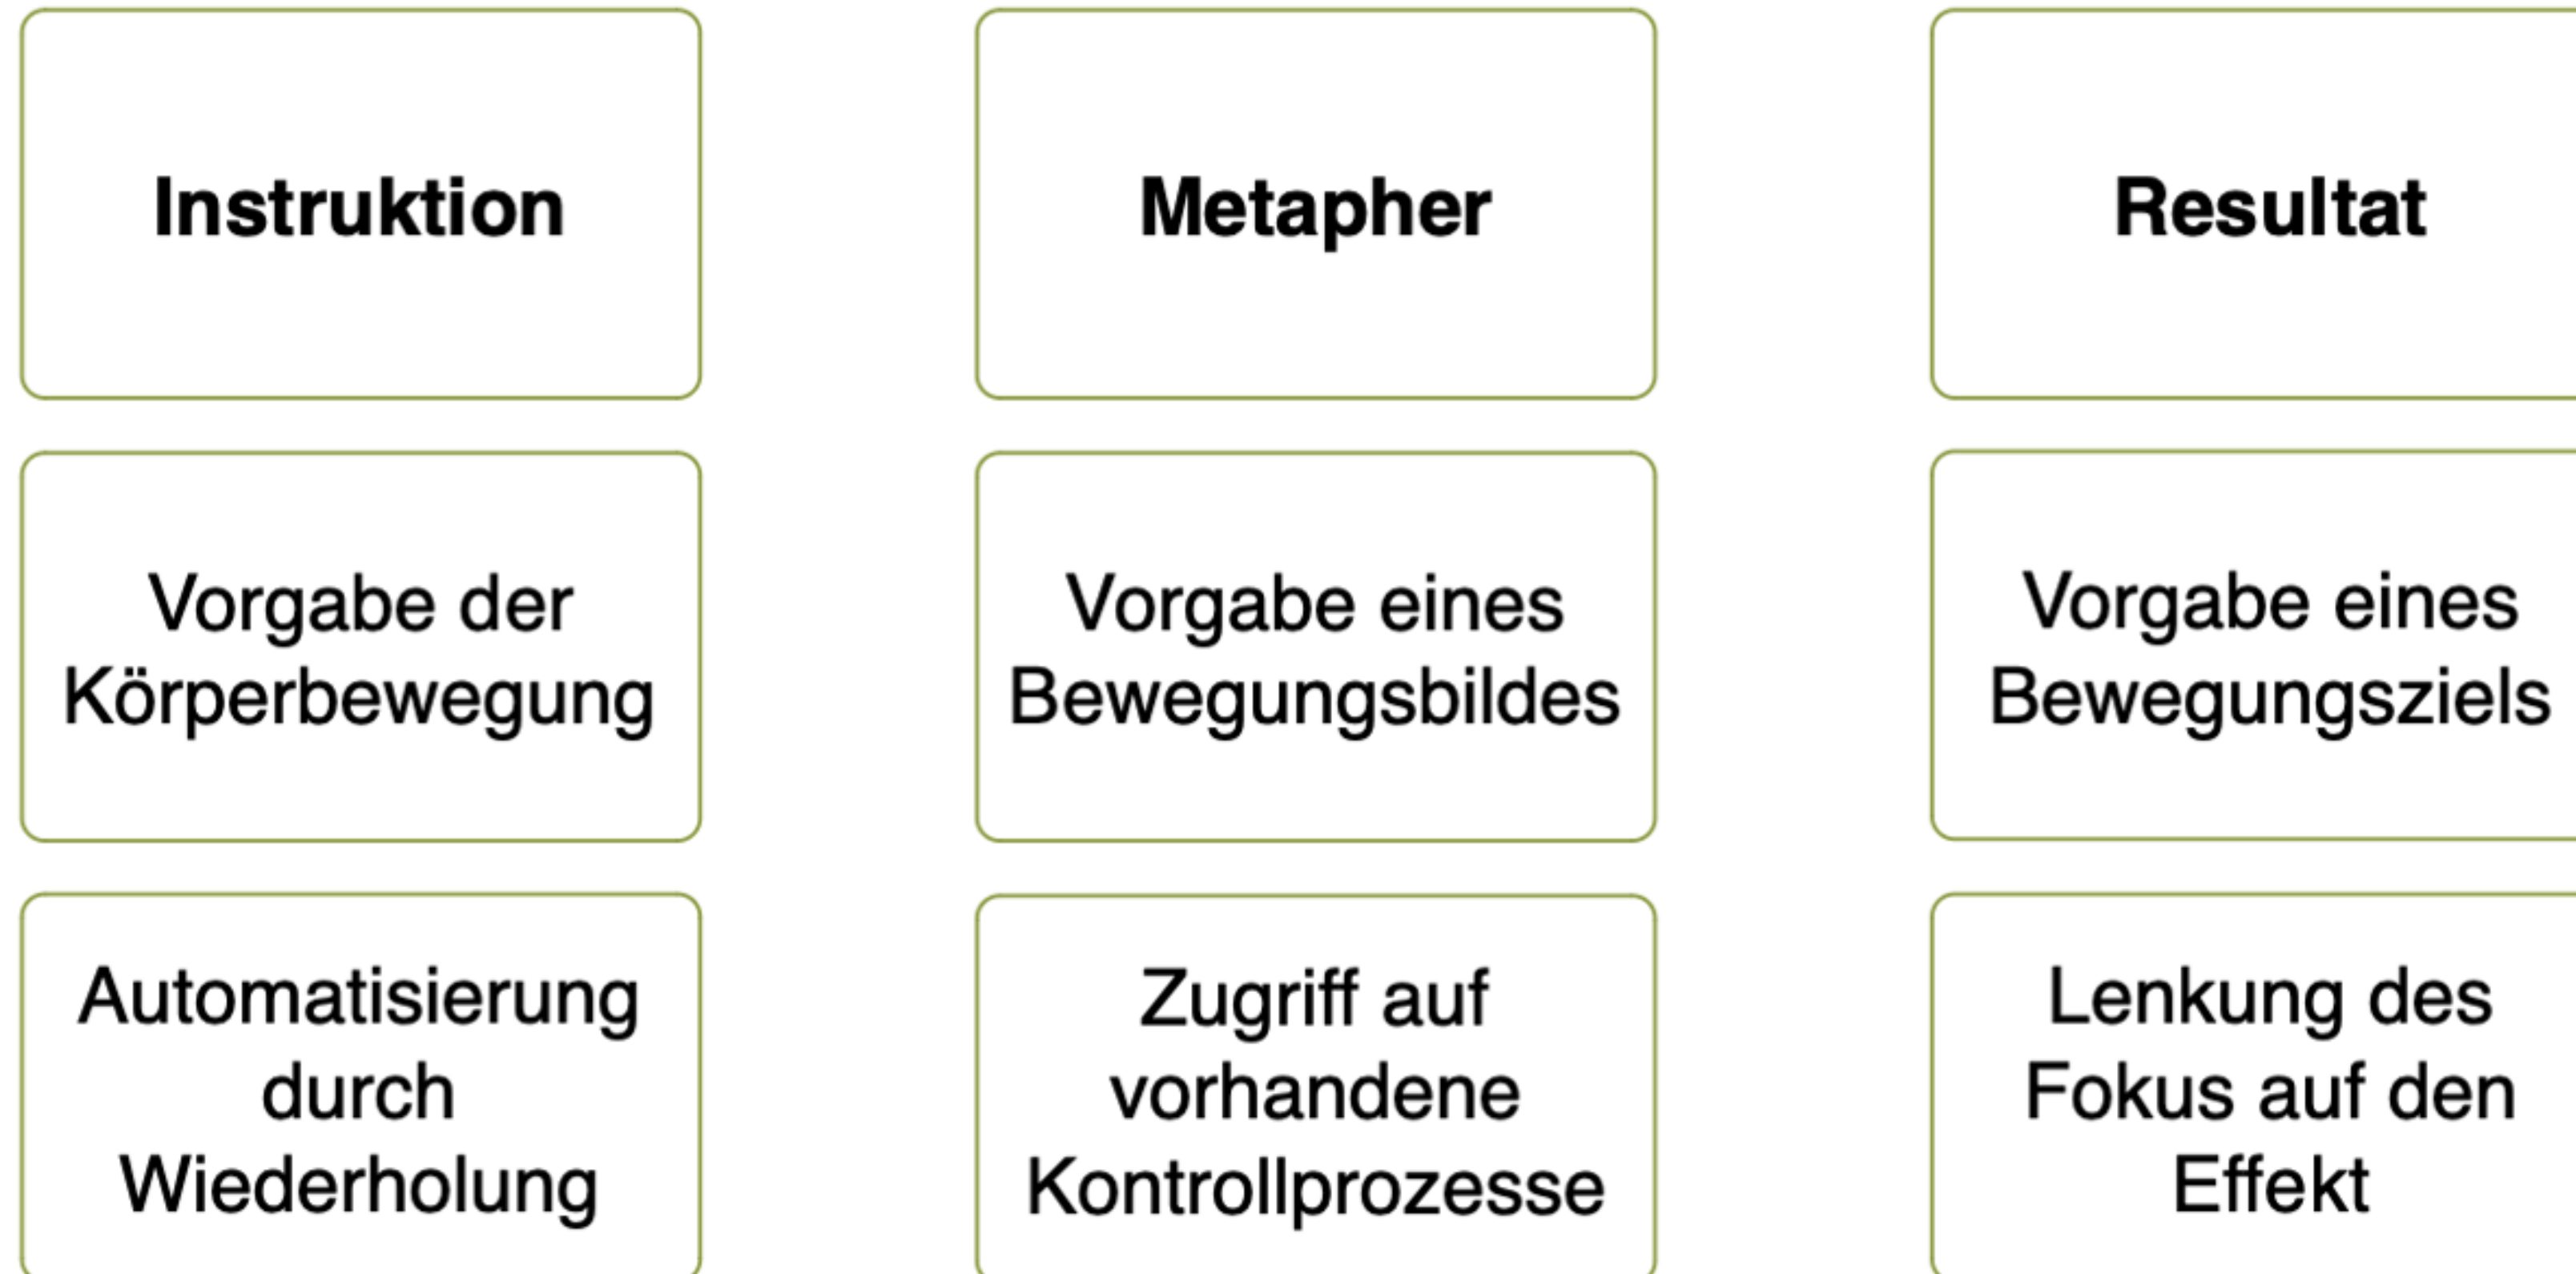 Instruktion
Metapher
Resultat
Vorgabe der
Körperbewegung
Vorgabe eines
Bewegungsbildes
Vorgabe eines
Bewegungsziels
Automatisierung
durch
Wiederholung
Zugriff auf
vorhandene
Kontrollprozesse
Lenkung des
Fokus auf den
Effekt